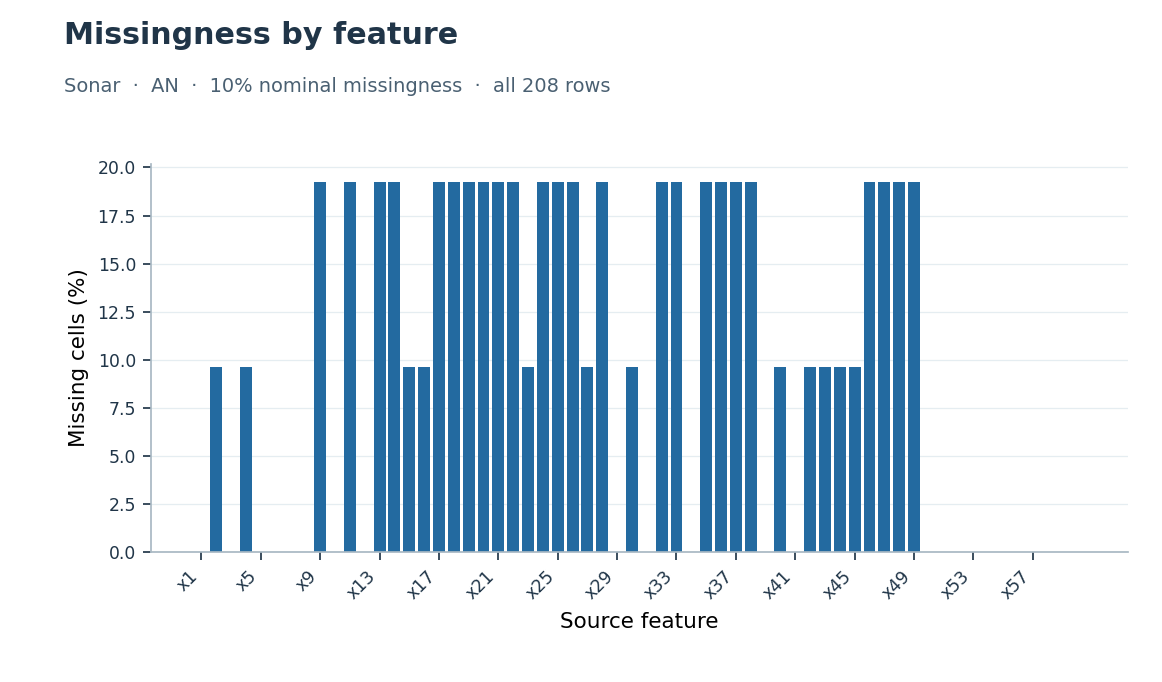 Missingness by feature
Sonar · AN · 10% nominal missingness · all 208 rows
20.0
17.5
15.0
12.5
10.0
7.5
5.0
2.5
0.0
Missing cells (%)
x1 x5 x9 x13 x17 x21 x25 x29 x33 x37 x41 x45 x49 x53 x57
Source feature